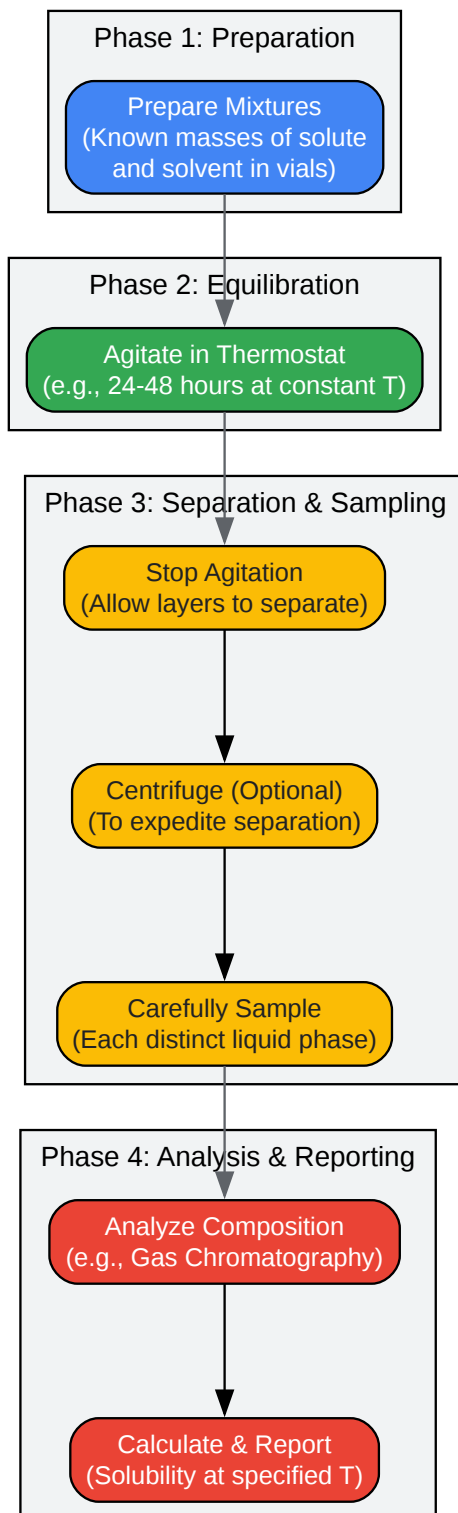 Phase 1: Preparation
Prepare Mixtures
(Known masses of solute
and solvent in vials)
Phase 2: Equilibration
Agitate in Thermostat
(e.g., 24-48 hours at constant T)
Phase 3: Separation & Sampling
Stop Agitation
(Allow layers to separate)
Centrifuge (Optional)
(To expedite separation)
Carefully Sample
(Each distinct liquid phase)
Phase 4: Analysis & Reporting
Analyze Composition
(e.g., Gas Chromatography)
Calculate & Report
(Solubility at specified T)